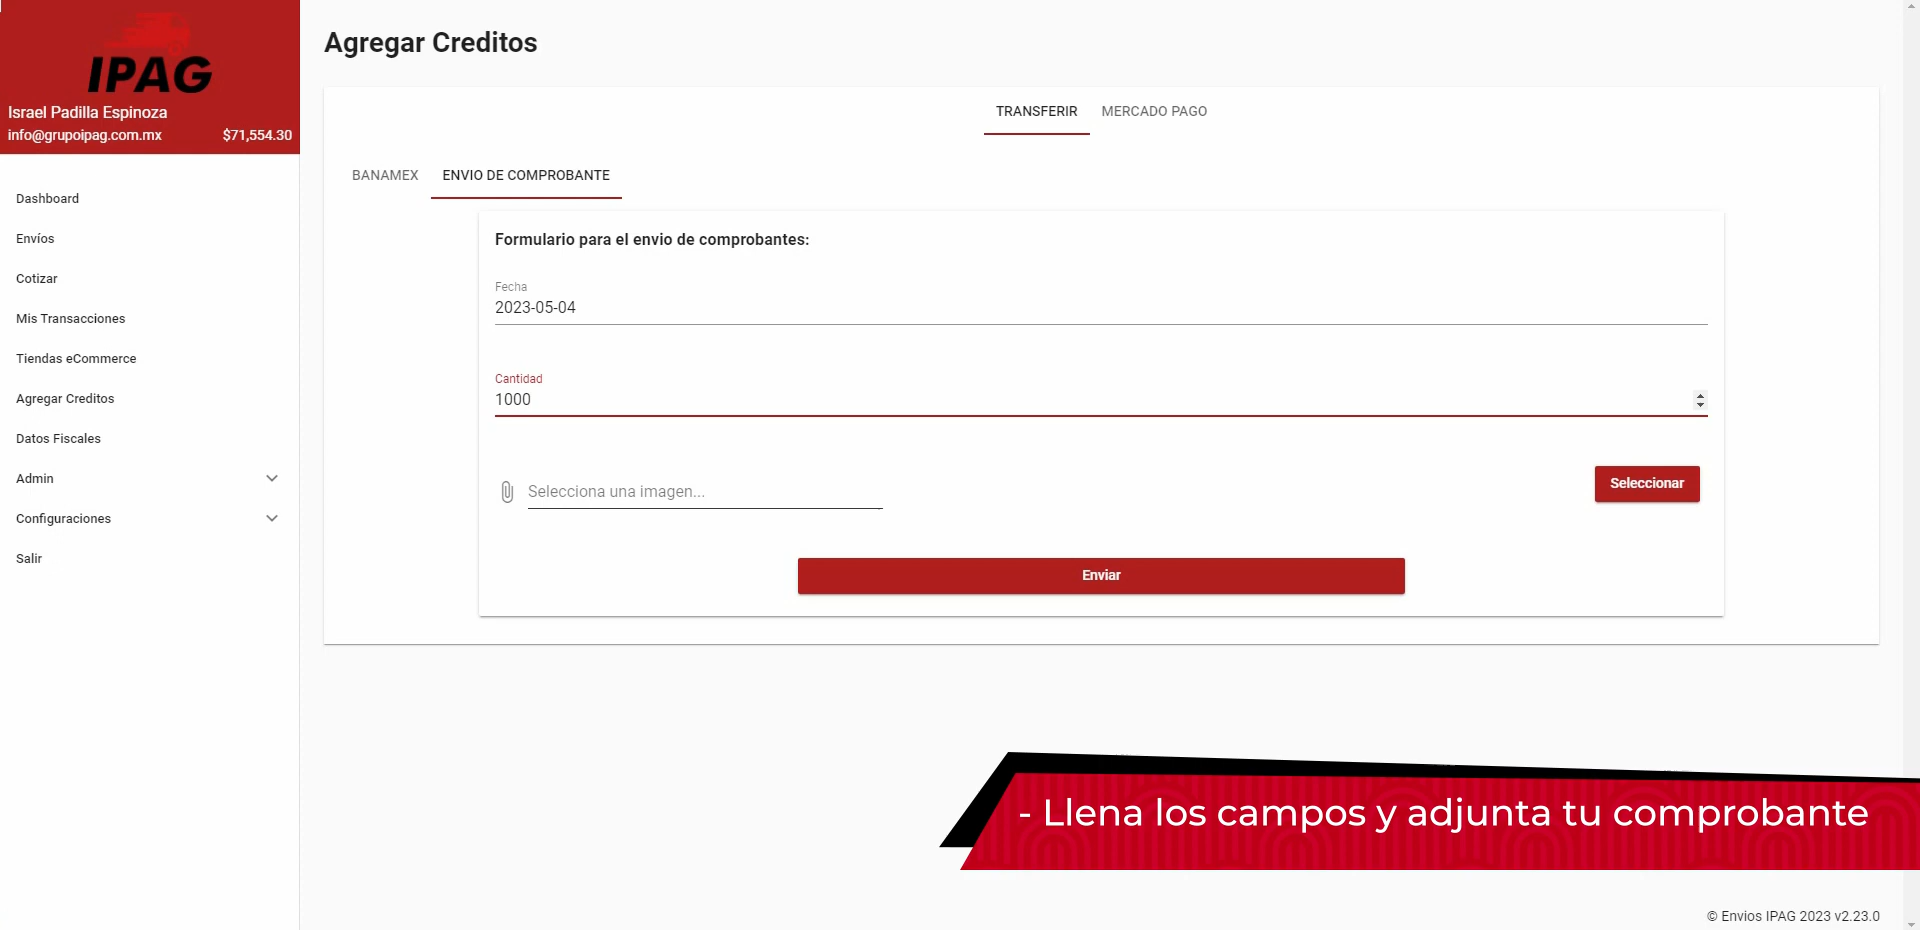 IPAG
Israel Padilla Espinoza
info@grupoipag.com.mx $71,554.30
Dashboard
Envíos
Cotizar
Mis Transacciones
Tiendas eCommerce
Agregar Creditos
Datos Fiscales
Admin
Configuraciones
Salir
Agregar Creditos
TRANSFERIR MERCADO PAGO
BANAMEX ENVIO DE COMPROBANTE
Formulario para el envio de comprobantes:
Fecha
2023-05-04
Cantidad
1000
Selecciona una imagen...
Seleccionar
Enviar
- Llena los campos y adjunta tu comprobante
© Envios IPAG 2023 v2.23.0